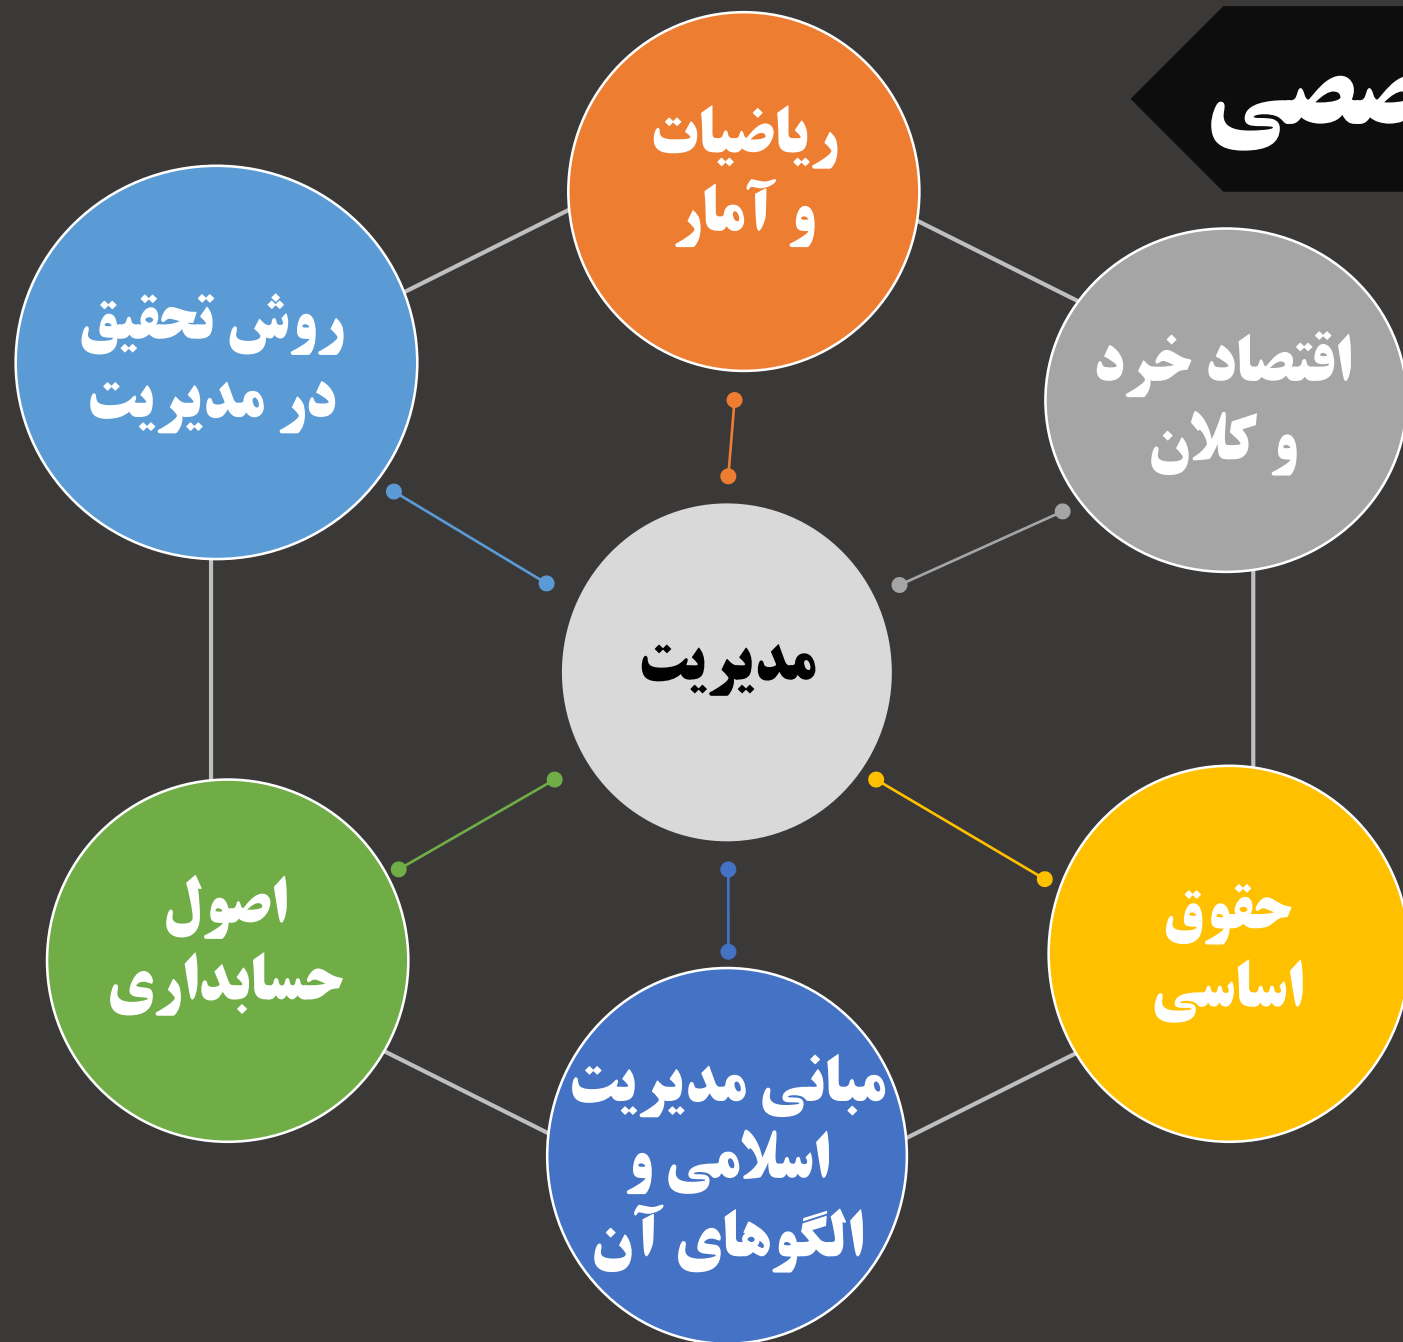 ریاضیات
و آمار
اقتصاد خرد
و کلان
حقوق
اساسی
مبانی مدیریت
اسلامی و
الگوهای آن
اصول
حسابداری
روش تحقیق
در مدیریت
مدیریت